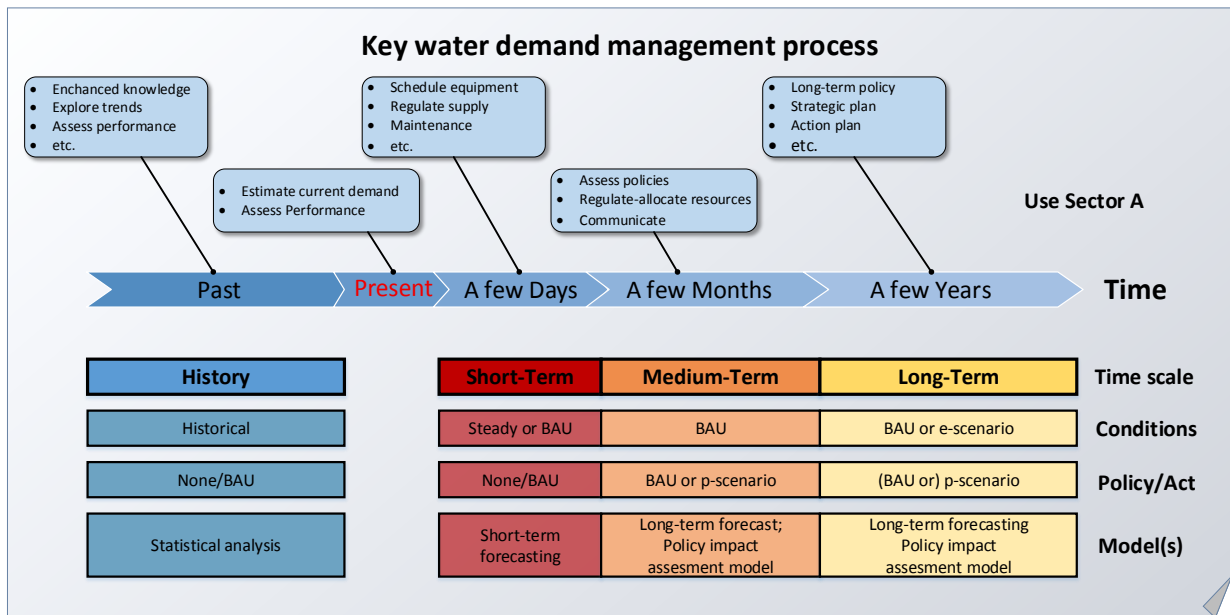 Key water demand management process
• Enchanced knowledge
• Explore trends
• Assess performance
• etc.
• Schedule equipment
• Regulate supply
• Maintenance
• etc.
• Long-term policy
• Strategic plan
• Action plan
• etc.
• Estimate current demand
• Assess Performance
• Assess policies
• Regulate-allocate resources
• Communicate
Use Sector A
Past Present A few Days A few Months A few Years Time
History Short-Term Medium-Term Long-Term Time scale
Historical Steady or BAU BAU BAU or e-scenario Conditions
None/BAU None/BAU BAU or p-scenario (BAU or) p-scenario Policy/Act
Statistical analysis
Short-term
forecasting
Long-term forecast;
Policy impact
assesment model
Long-term forecasting
Policy impact
assesment model
Model(s)